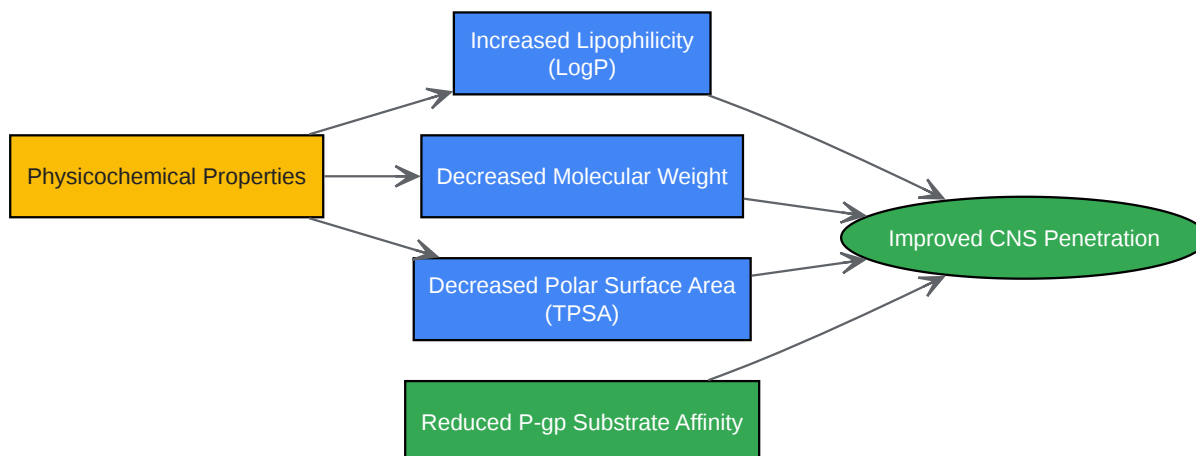 Increased Lipophilicity
(LogP)
Physicochemical Properties
Decreased Molecular Weight
Improved CNS Penetration
Decreased Polar Surface Area
(TPSA)
Reduced P-gp Substrate Affinity